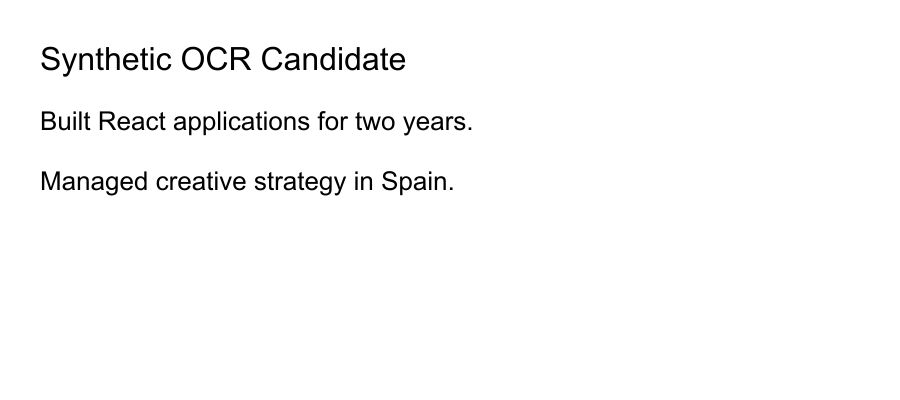 Synthetic OCR Candidate
Built React applications for two years.
Managed creative strategy in Spain.